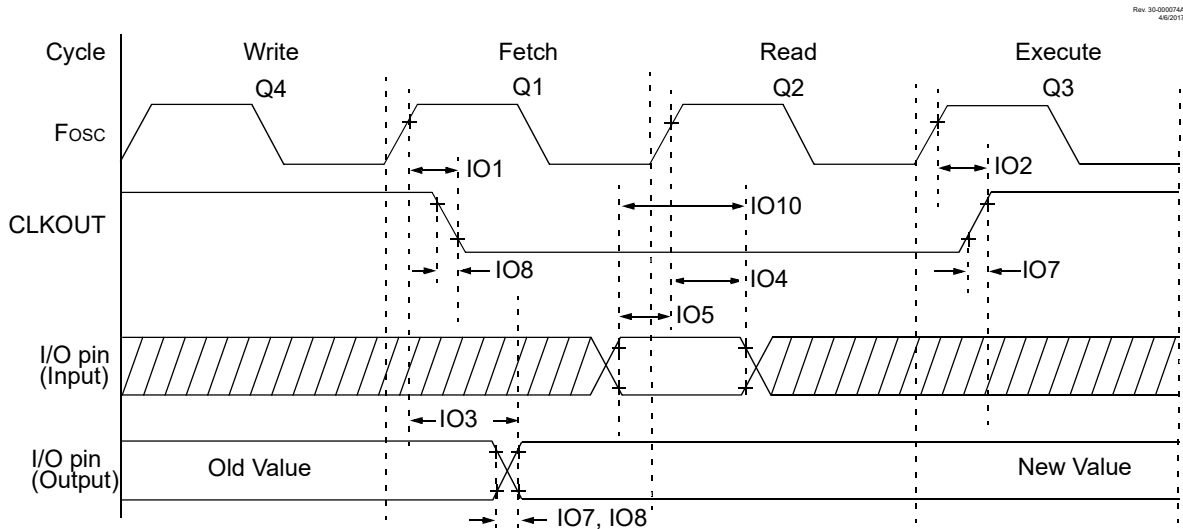 Rev. 30-000074A
4/6/2017
Cycle Write Fetch Read Execute
Q4 Q1 Q2 Q3
Fosc
IO1 IO2
CLKOUT
IO10
IO8 IO4 IO7
IO5
I/O pin
(Input)
IO3
I/O pin
(Output)
Old Value New Value
IO7, IO8